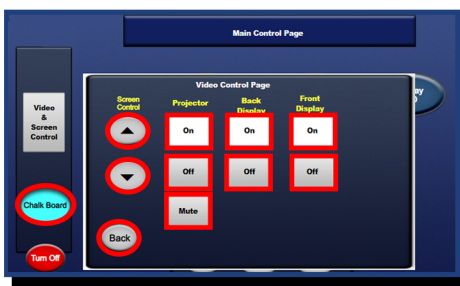 Main Control Page
Video Control Page
Screen
Control
Projector
Back
Display
Front
Display
On
On
On
Off
Off
Off
Mute
Back
Video
&
Screen
Control
Chalk Board
Turn Off